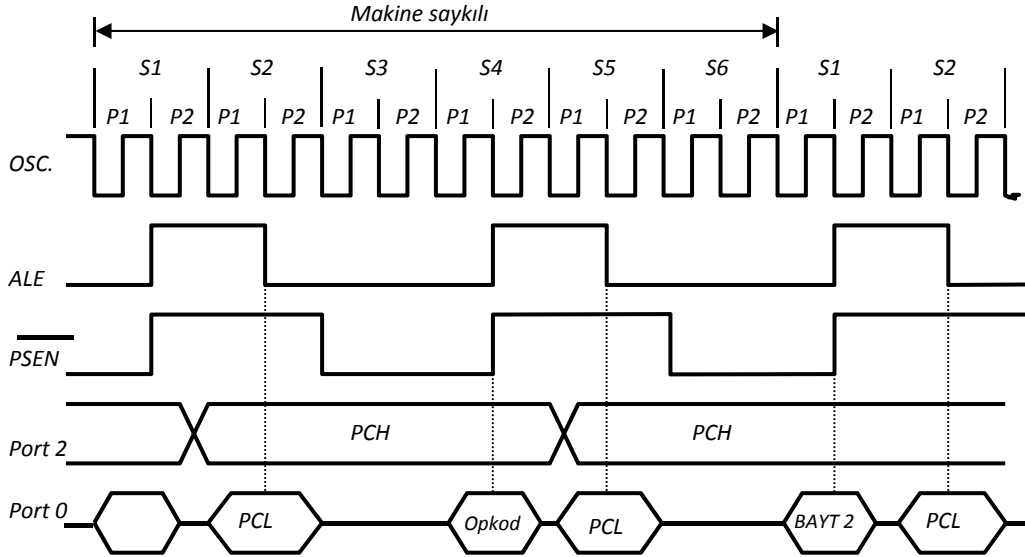 Makine saykılı
S1 S2 S3 S4 S5 S6 S1 S2
P1 P2 P1 P2 P1 P2 P1 P2 P1 P2 P1 P2 P1 P2 P1 P2
OSC.
ALE
PSEN
Port 2 PCH PCH
Port 0 PCL Opkod PCL BAYT 2 PCL